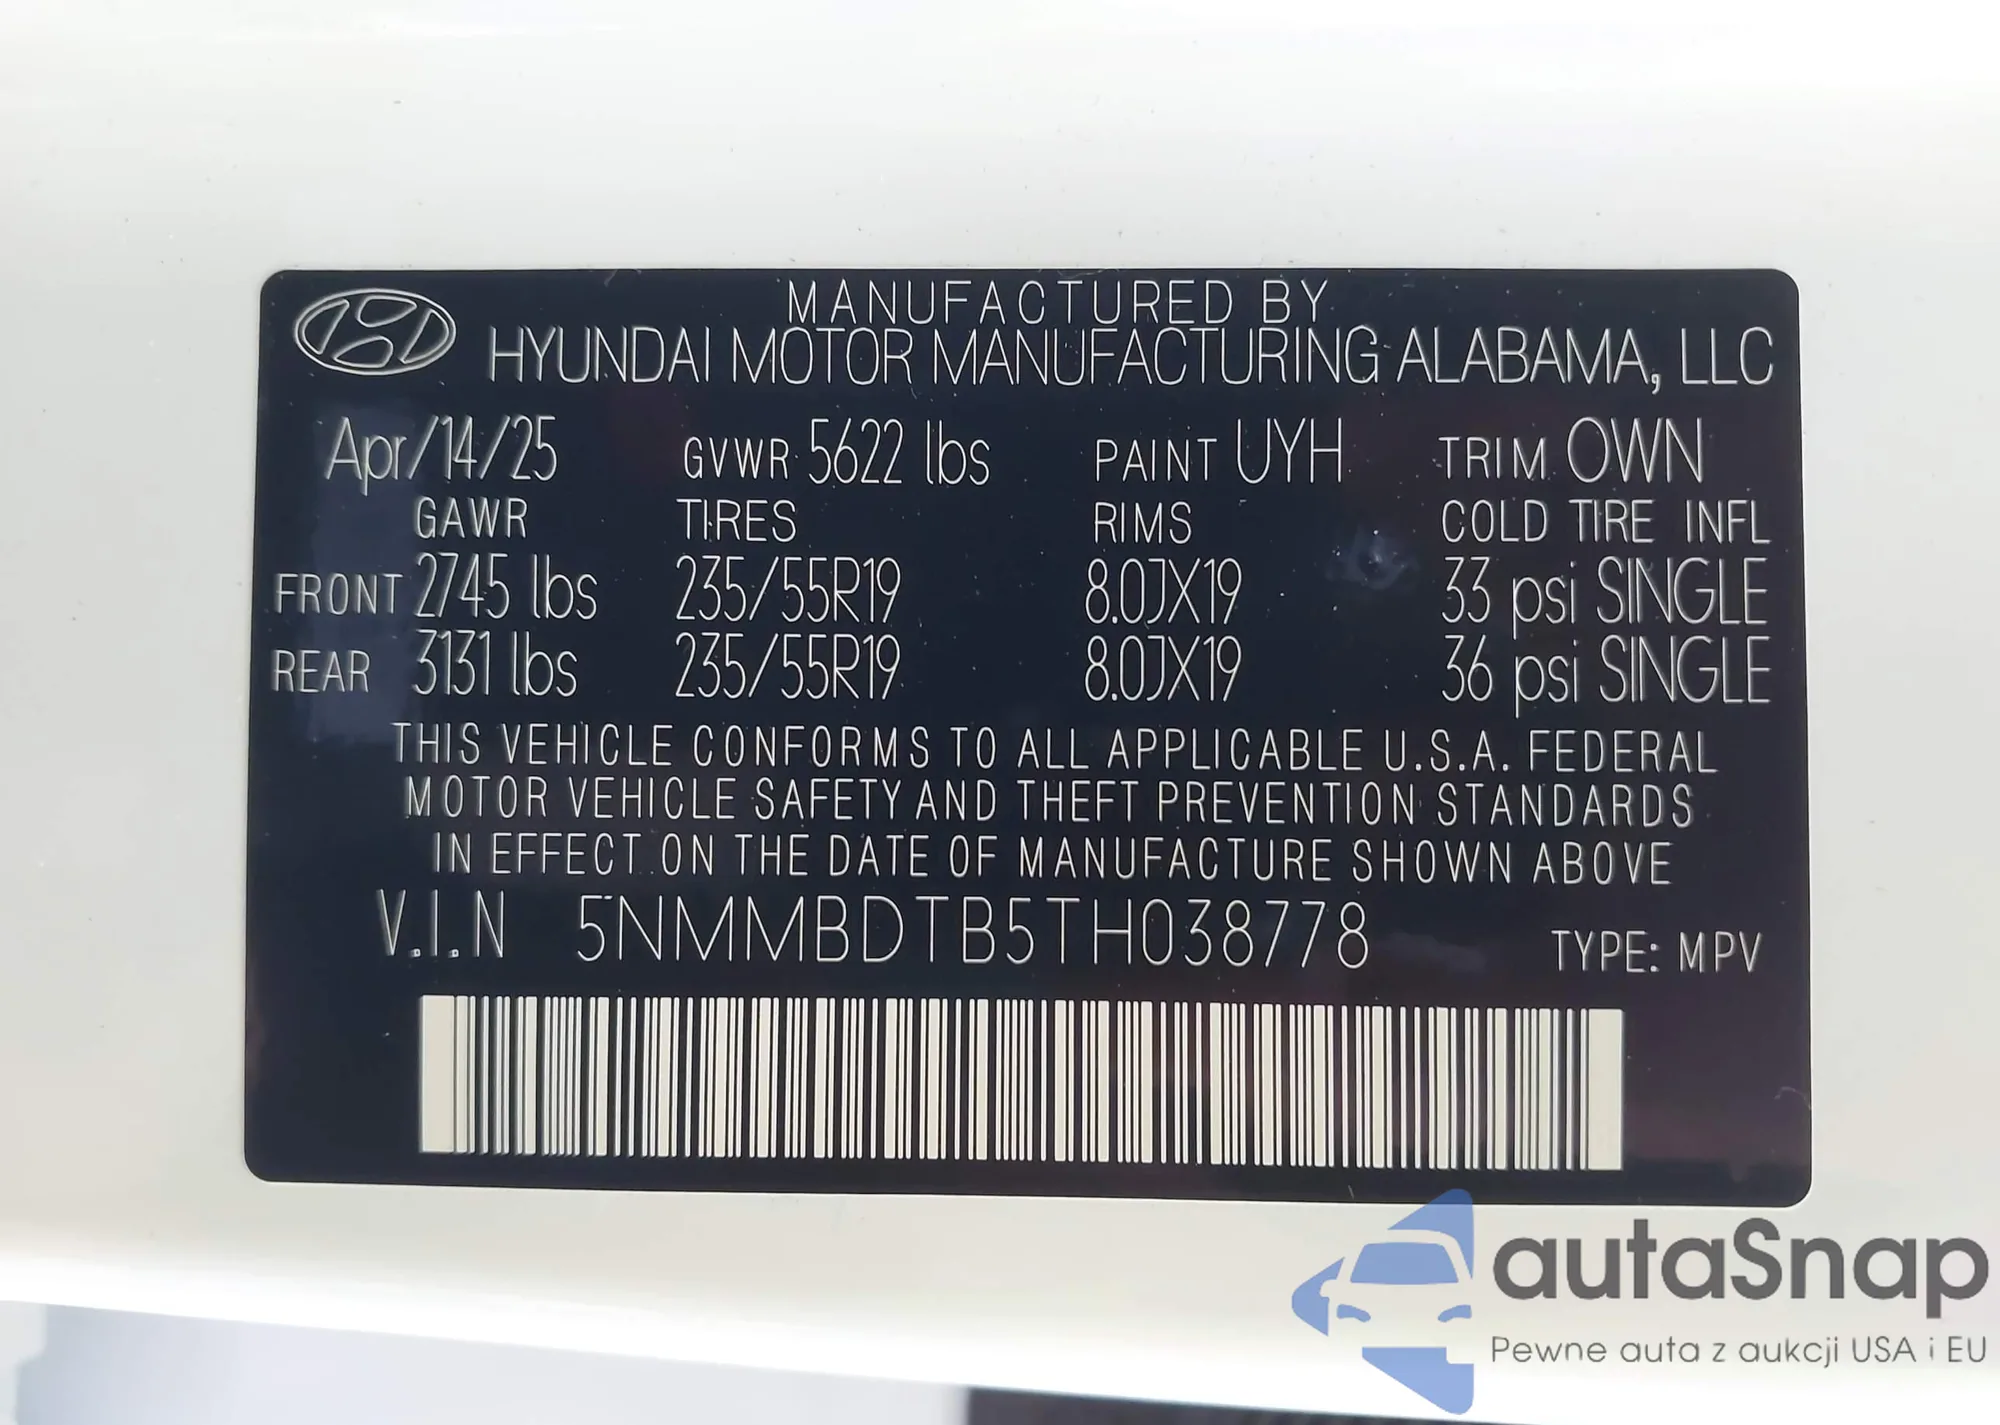 MANUFACTURED BY
HYUNDAI MOTOR MANUFACTURING ALABAMA, LLC
Apr/14/25 GVWR 5622 lbs PAINT UYH TRIM OWN
GAWR TIRES RIMS COLD TIRE INFL
FRONT 2745 lbs 235/55R19 8.0JX19 33 psi SINGLE
REAR 3131 lbs 235/55R19 8.0JX19 36 psi SINGLE
THIS VEHICLE CONFORMS TO ALL APPLICABLE U.S.A. FEDERAL
MOTOR VEHICLE SAFETY AND THEFT PREVENTION STANDARDS
IN EFFECT ON THE DATE OF MANUFACTURE SHOWN ABOVE
V.I.N 5NMMBDTB5TH038778 TYPE: MPV
autaSnap
Pewne auta z aukcji USA i EU